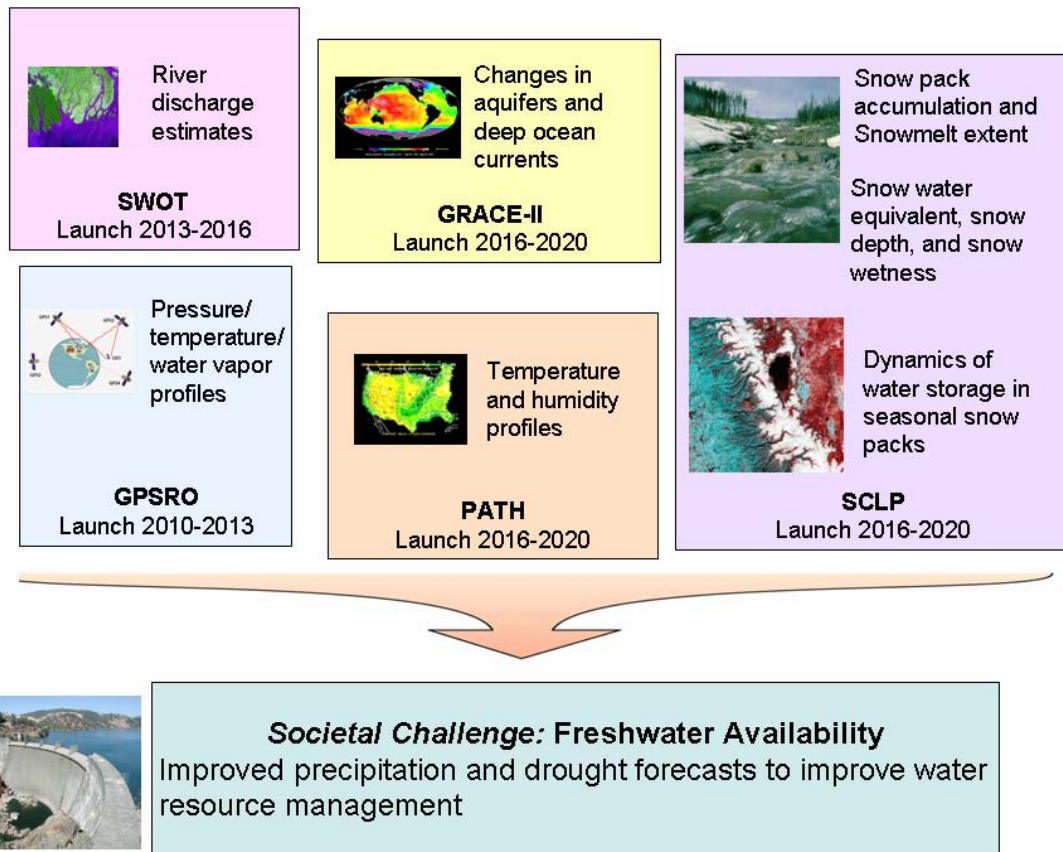 River
discharge
estimates
SWOT
Launch 2013-2016
Changes in
aquifers and
deep ocean
currents
GRACE-II
Launch 2016-2020
Snow pack
accumulation and
Snowmelt extent
Snow water
equivalent, snow
depth, and snow
wetness
Dynamics of
water storage in
seasonal snow
packs
SCLP
Launch 2016-2020
Pressure/
temperature/
water vapor
profiles
GPSRO
Launch 2010-2013
Temperature
and humidity
profiles
PATH
Launch 2016-2020
Societal Challenge: Freshwater Availability
Improved precipitation and drought forecasts to improve water
resource management